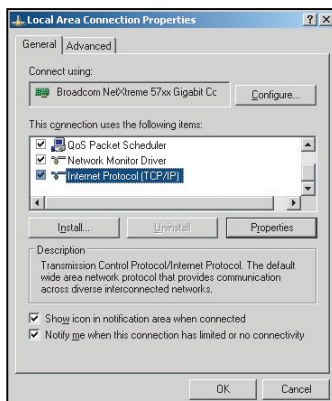 Local Area Connection Properties
General Advanced
Connect using:
Broadcom NetXtreme 57xx Gigabit Cc
Configure...
This connection uses the following items:
QoS Packet Scheduler
Network Monitor Driver
Internet Protocol (TCP/IP)
Install... Uninstall Properties
Description
Transmission Control Protocol/Internet Protocol. The default
wide area network protocol that provides communication
across diverse interconnected networks.
Show icon in notification area when connected
Notify me when this connection has limited or no connectivity
OK Cancel